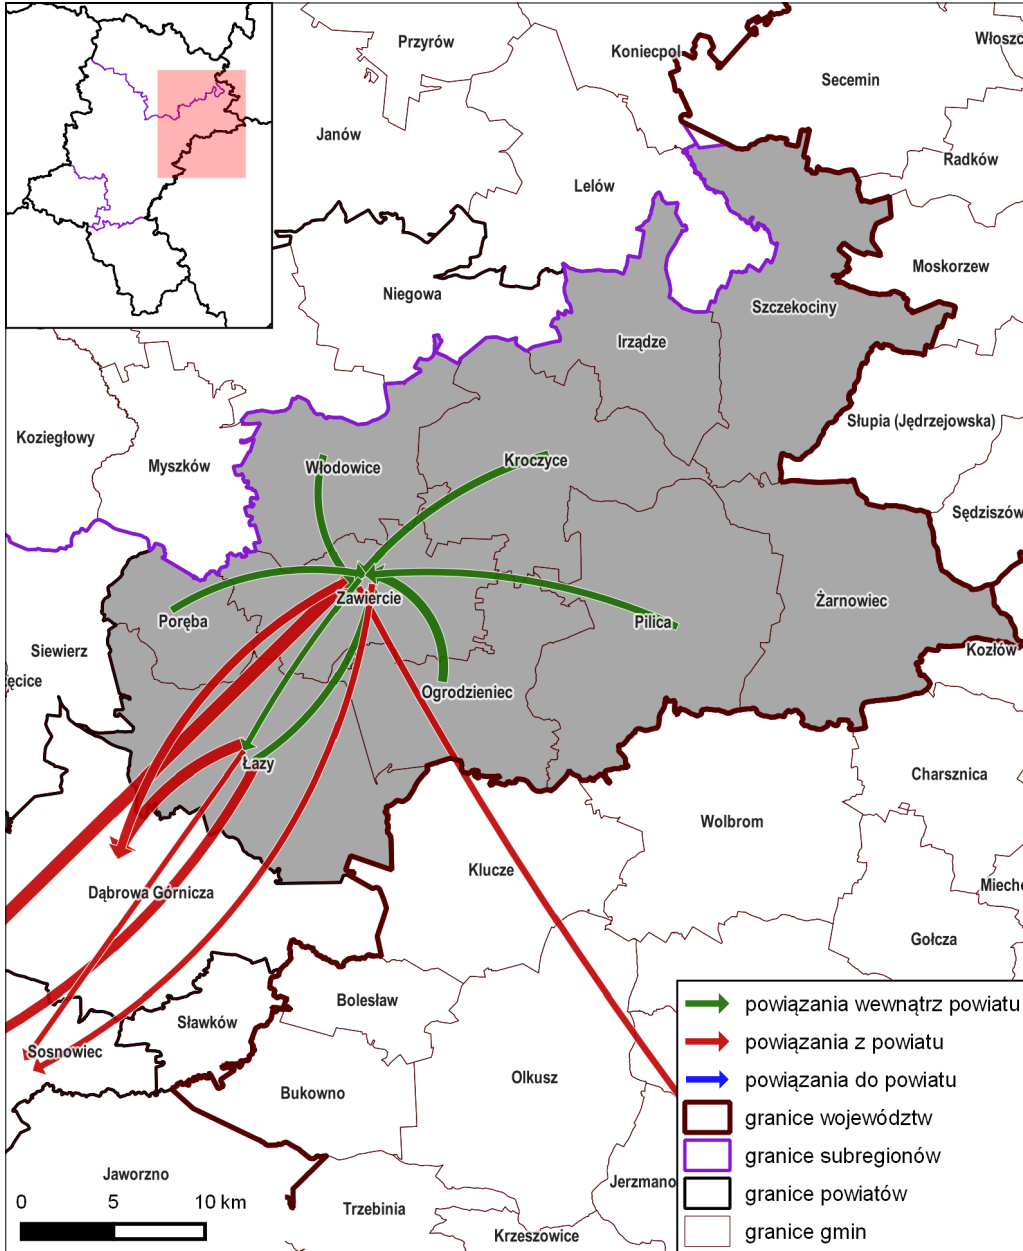 Przyrów
Koniecpol
Włoszc
Secemin
Janów
Radków
Lelów
Moskorzew
Niegowa
Szczekociny
Irządze
Słupia (Jędrzejowska)
Koziegłowy
Myszków
Włodowice
Kroczyce
Sędziszów
Zawiercie
Żarnowiec
Poręba
Pilica
Siewierz
Kozłów
ęcice
Ogrodzieniec
Łazy
Charsznica
Wolbrom
Klucze
Miech
Dąbrowa Górnicza
Gołcza
Bolesław
Sławków
Sosnowiec
Olkusz
Bukowno
Jaworzno
Jerzmano
Trzebinia
Krzeszowice
0 5 10 km
powiązania wewnątrz powiatu
powiązania z powiatu
powiązania do powiatu
granice województw
granice subregionów
granice powiatów
granice gmin